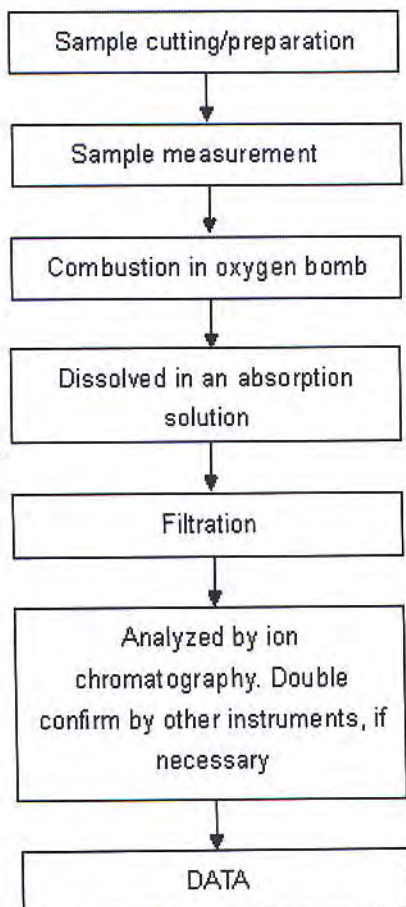 Sample cutting/preparation
Sample measurement
Combustion in oxygen bomb
Dissolved in an absorption
solution
Filtration
Analyzed by ion
chromatography. Double
confirm by other instruments, if
necessary
DATA